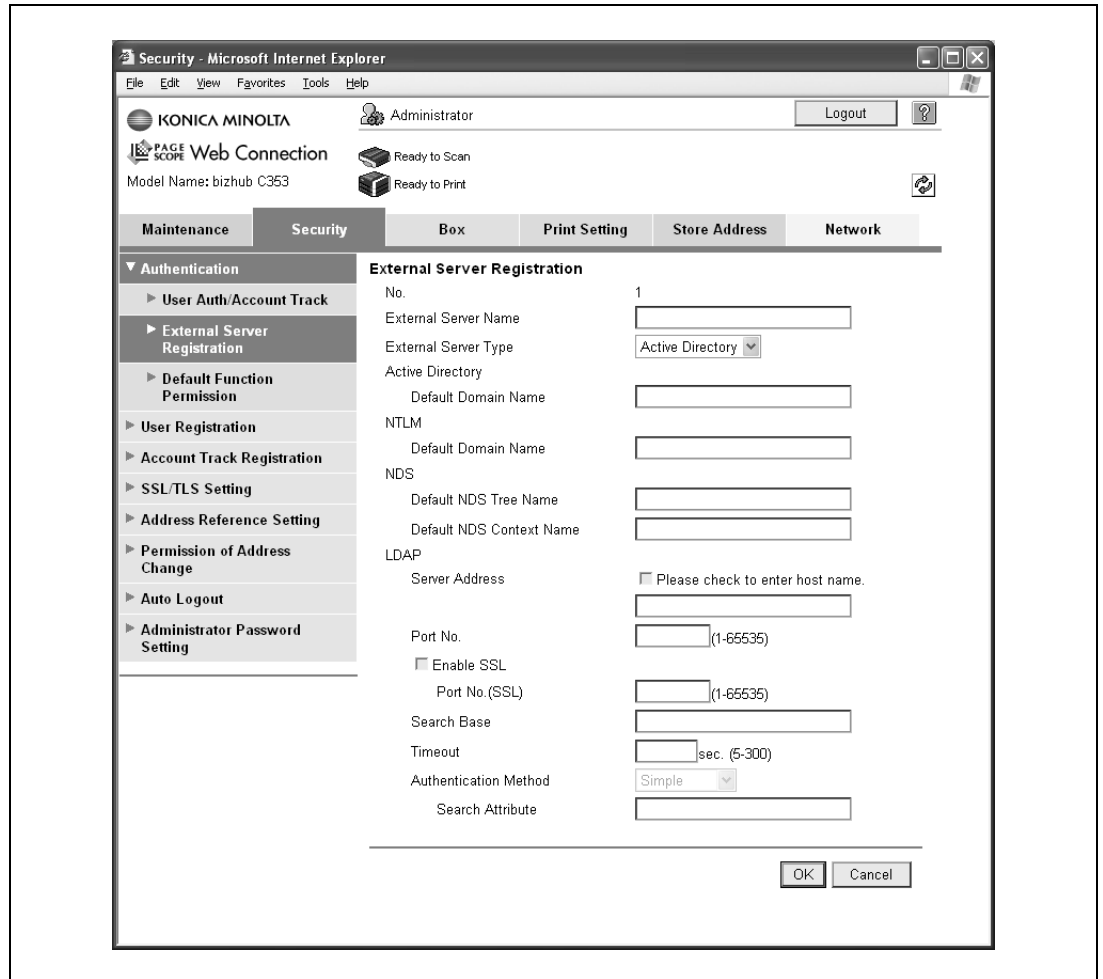 Security - Microsoft Internet Explorer
File Edit View Favorites Tools Help
KONICA MINOLTA
Administrator
Logout
?
PAGE SCOPE Web Connection
Ready to Scan
Model Name: bizhub C353
Ready to Print
Maintenance Security Box Print Setting Store Address Network
Authentication
User Auth/Account Track
External Server
Registration
Default Function
Permission
User Registration
Account Track Registration
SSL/TLS Setting
Address Reference Setting
Permission of Address
Change
Auto Logout
Administrator Password
Setting
External Server Registration
No. 1
External Server Name
External Server Type Active Directory
Active Directory
Default Domain Name
NTLM
Default Domain Name
NDS
Default NDS Tree Name
Default NDS Context Name
LDAP
Server Address Please check to enter host name.
Port No. (1-65535)
Enable SSL
Port No.(SSL) (1-65535)
Search Base
Timeout sec. (5-300)
Authentication Method Simple
Search Attribute
OK Cancel